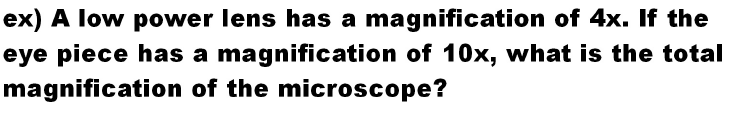 ex) A low power lens has a magnification of 4x. If the
eye piece has a magnification of 10x, what is the total
magnification of the microscope?